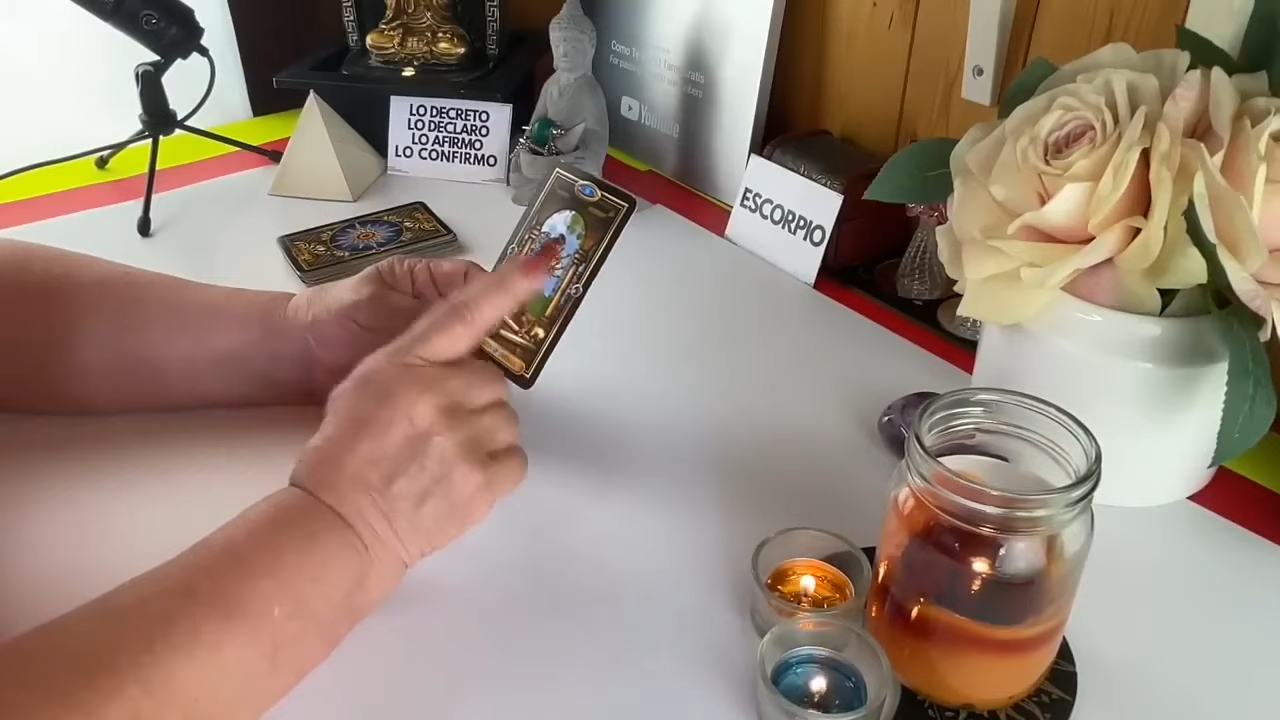 LO DECRETO
LO DECLARO
LO AFIRMO
LO CONFIRMO
YouTube
ESCORPIO